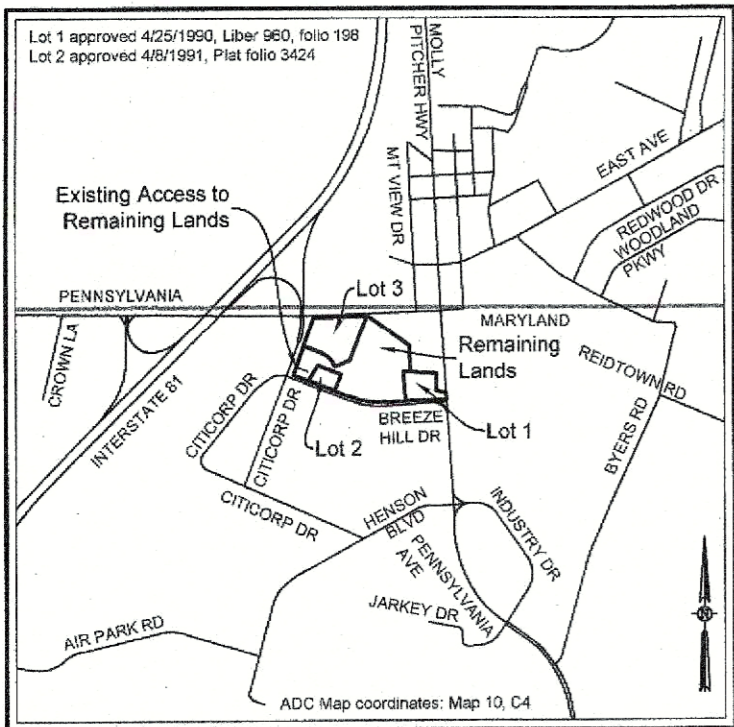 Lot 1 approved 4/25/1990, Liber 960, folio 198
Lot 2 approved 4/8/1991, Plat folio 3424
MOLLY
PITCHER HWY
MT VIEW DR
EAST AVE
REDWOOD DR
WOODLAND
PKWY
Existing Access to
Remaining Lands
PENNSYLVANIA
Lot 3
MARYLAND
Remaining
Lands
CROWN LA
INTERSTATE 81
REIDTOWN RD
BYERS RD
CITICORP DR
CITICORP DR
Lot 2
BREEZE
HILL DR
Lot 1
CITICORP DR
HENSON
BLVD
INDUSTRY DR
PENNSYLVANIA
AVE
JARKEY DR
AIR PARK RD
N
ADC Map coordinates: Map 10, C4